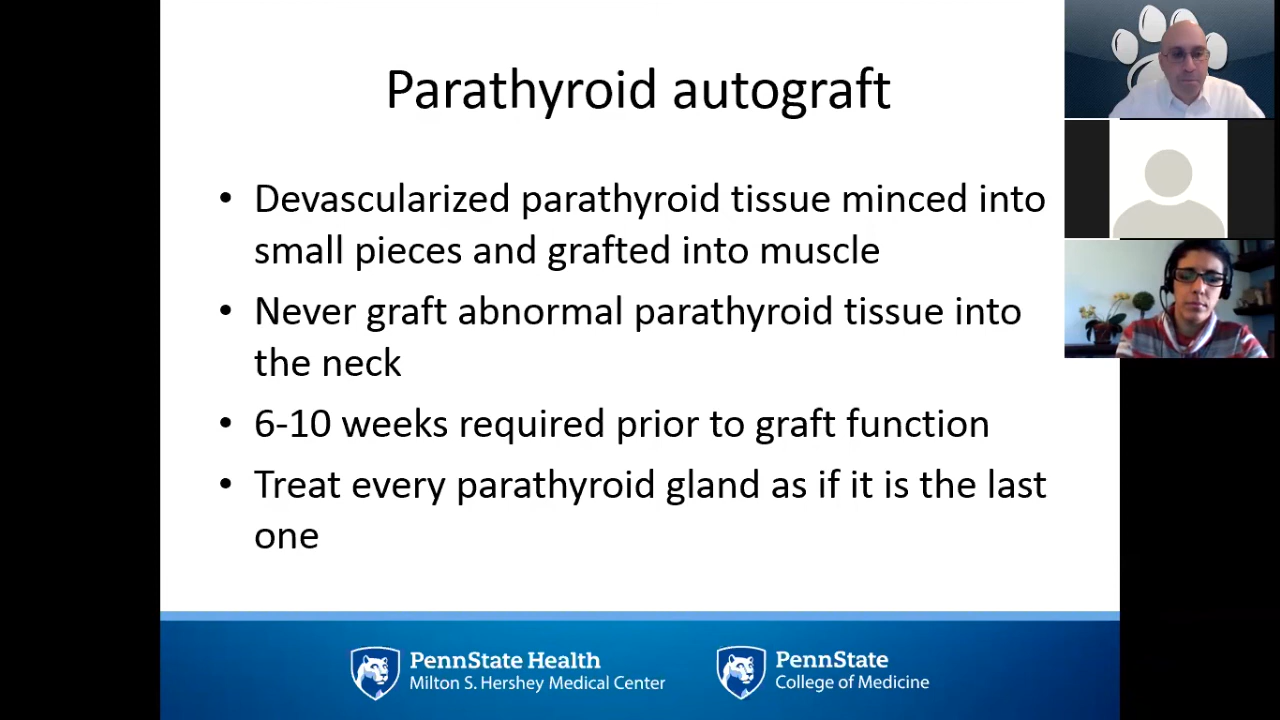 Parathyroid autograft
• Devascularized parathyroid tissue minced into
small pieces and grafted into muscle
• Never graft abnormal parathyroid tissue into
the neck
• 6-10 weeks required prior to graft function
• Treat every parathyroid gland as if it is the last
one
PennState Health
Milton S. Hershey Medical Center
PennState
College of Medicine